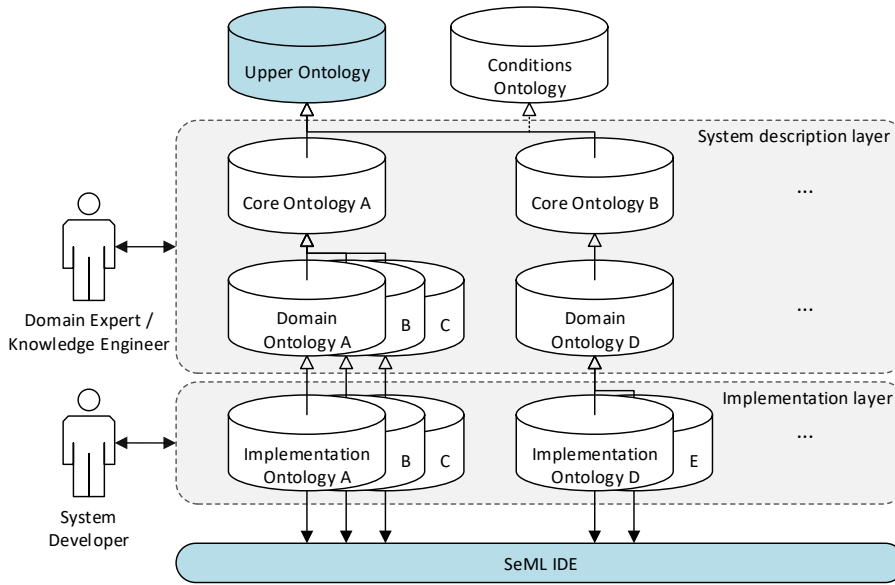 Upper Ontology
Conditions
Ontology
System description layer
Core Ontology A
Core Ontology B
...
Domain Expert /
Knowledge Engineer
Domain
Ontology A
B
C
Domain
Ontology D
...
Implementation layer
Implementation
Ontology A
B
C
Implementation
Ontology D
E
...
System
Developer
SeML IDE